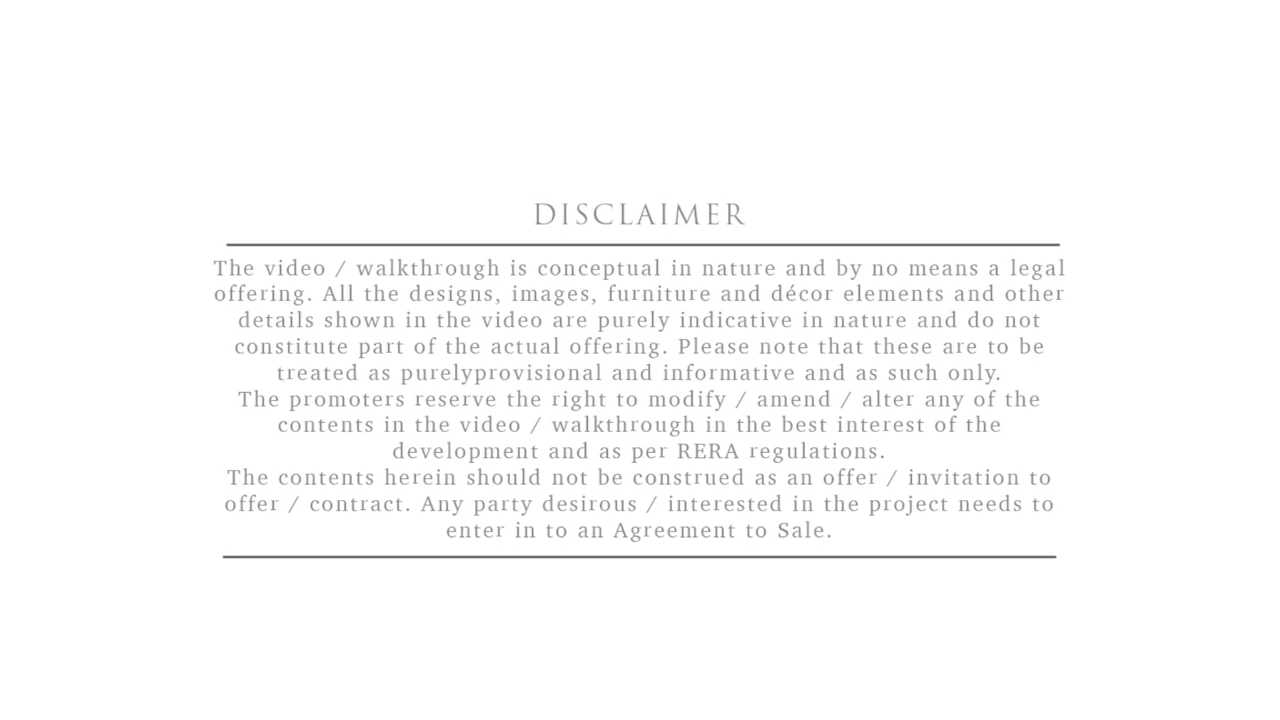 DISCLAIMER
The video / walkthrough is conceptual in nature and by no means a legal
offering. All the designs, images, furniture and décor elements and other
details shown in the video are purely indicative in nature and do not
constitute part of the actual offering. Please note that these are to be
treated as purelyprovisional and informative and as such only.
The promoters reserve the right to modify / amend / alter any of the
contents in the video / walkthrough in the best interest of the
development and as per RERA regulations.
The contents herein should not be construed as an offer / invitation to
offer / contract. Any party desirous / interested in the project needs to
enter in to an Agreement to Sale.